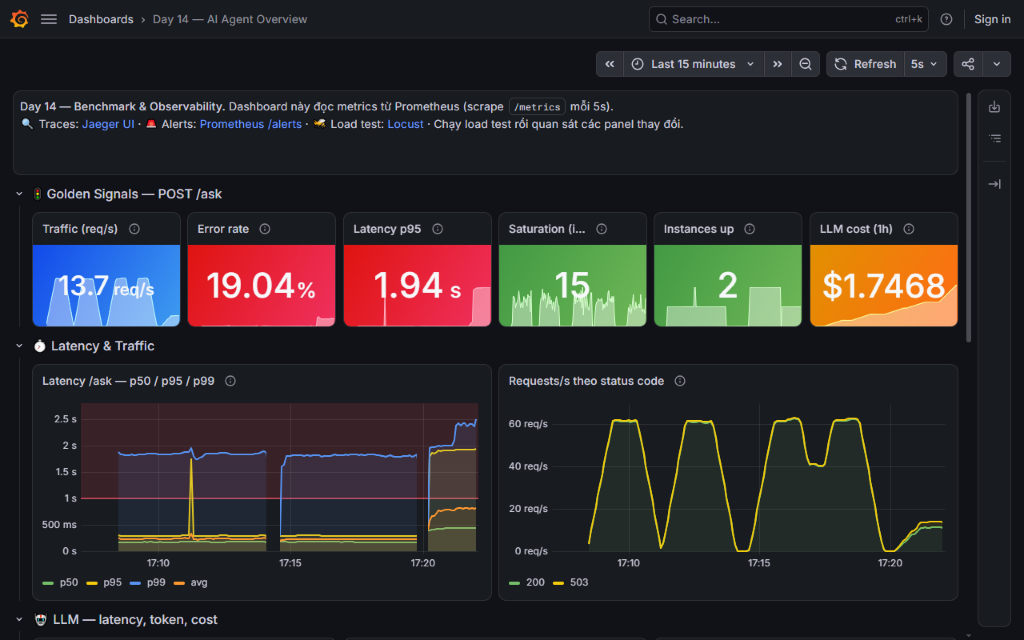 Dashboards › Day 14 — AI Agent Overview
Search... ctrl+k
Sign in
Last 15 minutes
Refresh 5s
Day 14 — Benchmark & Observability. Dashboard này đọc metrics từ Prometheus (scrape /metrics mỗi 5s).
🔍 Traces: Jaeger UI · 🚨 Alerts: Prometheus /alerts · 🐝 Load test: Locust · Chạy load test rồi quan sát các panel thay đổi.
🚦 Golden Signals — POST /ask
Traffic (req/s)
13.7 req/s
Error rate
19.04%
Latency p95
1.94 s
Saturation (i...
15
Instances up
2
LLM cost (1h)
$1.7468
⏱️ Latency & Traffic
Latency /ask — p50 / p95 / p99
2.5 s
2 s
1.5 s
1 s
500 ms
0 s
17:10 17:15 17:20
p50 p95 p99 avg
Requests/s theo status code
60 req/s
40 req/s
20 req/s
0 req/s
17:10 17:15 17:20
200 503
🤖 LLM — latency, token, cost